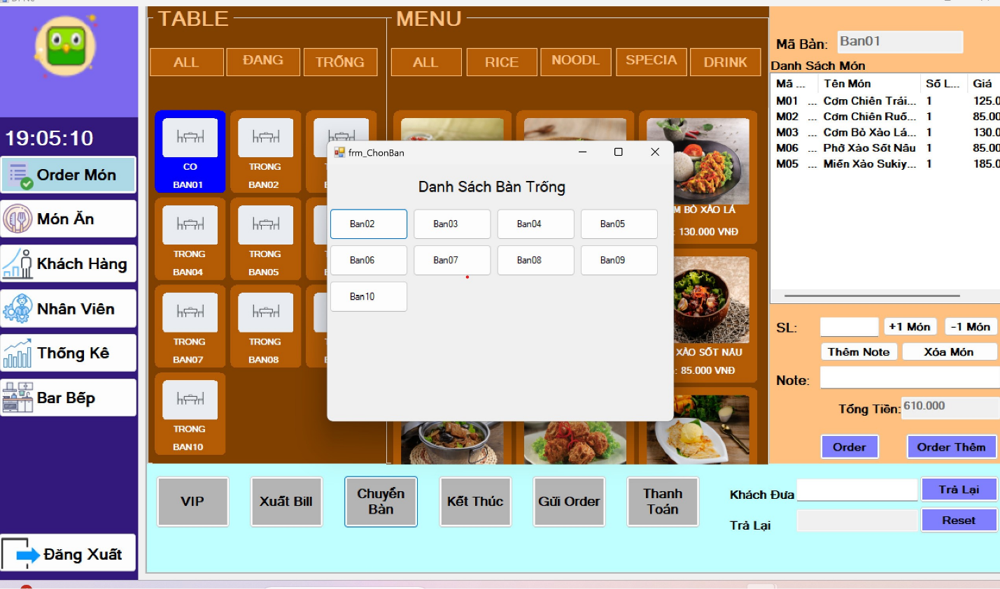 19:05:10
Order Món
Món Ăn
Khách Hàng
Nhân Viên
Thống Kê
Bar Bếp
Đăng Xuất
TABLE
ALL
ĐANG
TRỐNG
CO
BAN01
TRONG
BAN02
TRONG
BAN04
TRONG
BAN05
TRONG
BAN07
TRONG
BAN08
TRONG
BAN10
MENU
ALL
RICE
NOODL
SPECIA
DRINK
M BÒ XÀO LÁ
: 130.000 VNĐ
XÀO SỐT NÂU
: 85.000 VNĐ
frm_ChonBan
Danh Sách Bàn Trống
Ban02
Ban03
Ban04
Ban05
Ban06
Ban07
Ban08
Ban09
Ban10
Mã Bàn:
Ban01
Danh Sách Món
Mã ... Tên Món Số L... Giá
M01 ... Cơm Chiên Trái... 1 125.0
M02 ... Cơm Chiên Ruố... 1 85.00
M03 ... Cơm Bò Xào Lá... 1 130.0
M06 ... Phở Xào Sốt Nâu 1 85.00
M05 ... Miến Xào Sukiy... 1 185.0
SL:
+1 Món
-1 Món
Thêm Note
Xóa Món
Note:
Tổng Tiền:
610.000
Order
Order Thêm
VIP
Xuất Bill
Chuyển
Bàn
Kết Thúc
Gửi Order
Thanh
Toán
Khách Đưa
Trả Lại
Trả Lại
Reset